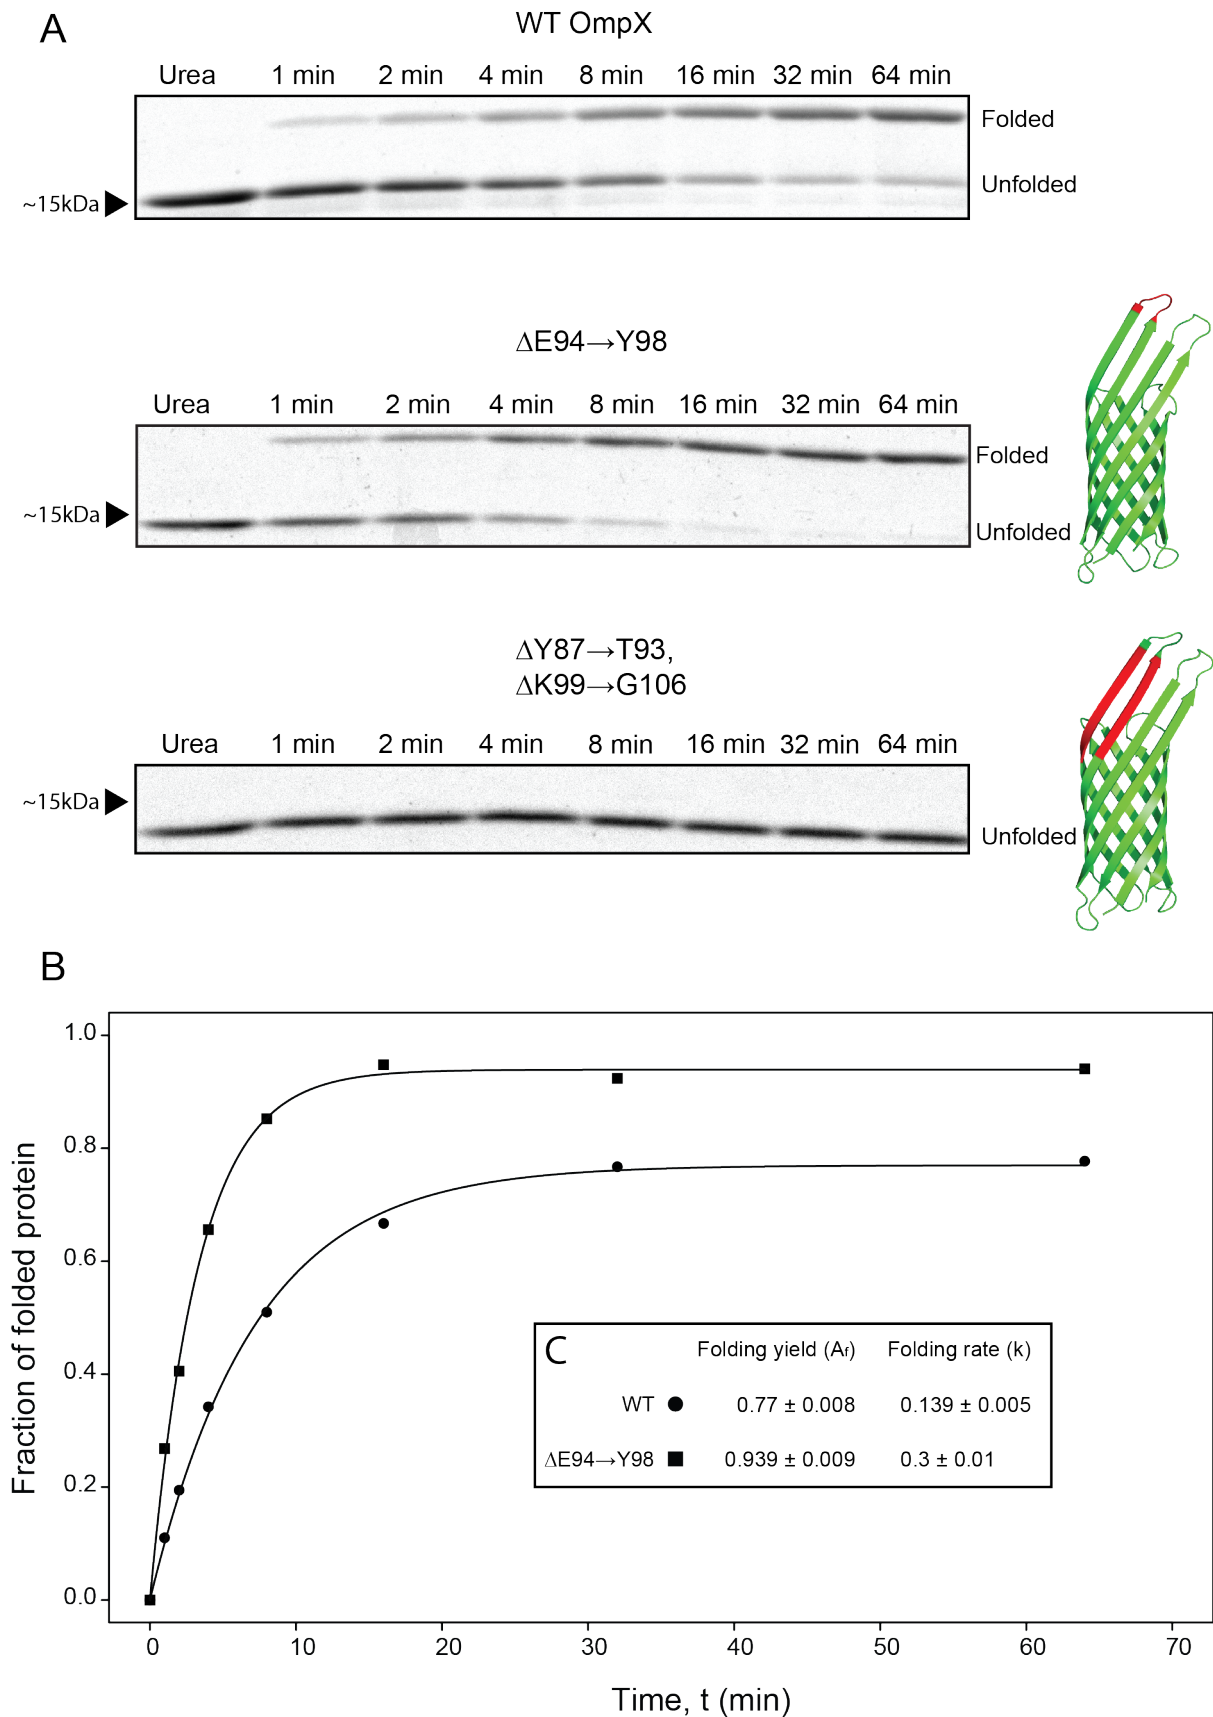 A
WT OmpX
Urea 1 min 2 min 4 min 8 min 16 min 32 min 64 min
Folded
Unfolded
~15kDa
ΔE94→Y98
Urea 1 min 2 min 4 min 8 min 16 min 32 min 64 min
Folded
~15kDa
Unfolded
ΔY87→T93,
ΔK99→G106
Urea 1 min 2 min 4 min 8 min 16 min 32 min 64 min
~15kDa
Unfolded
B
1.0
0.8
0.6
0.4
0.2
0.0
Fraction of folded protein
C Folding yield (Af) Folding rate (k)
WT 0.77 ± 0.008 0.139 ± 0.005
ΔE94→Y98 0.939 ± 0.009 0.3 ± 0.01
0 10 20 30 40 50 60 70
Time, t (min)